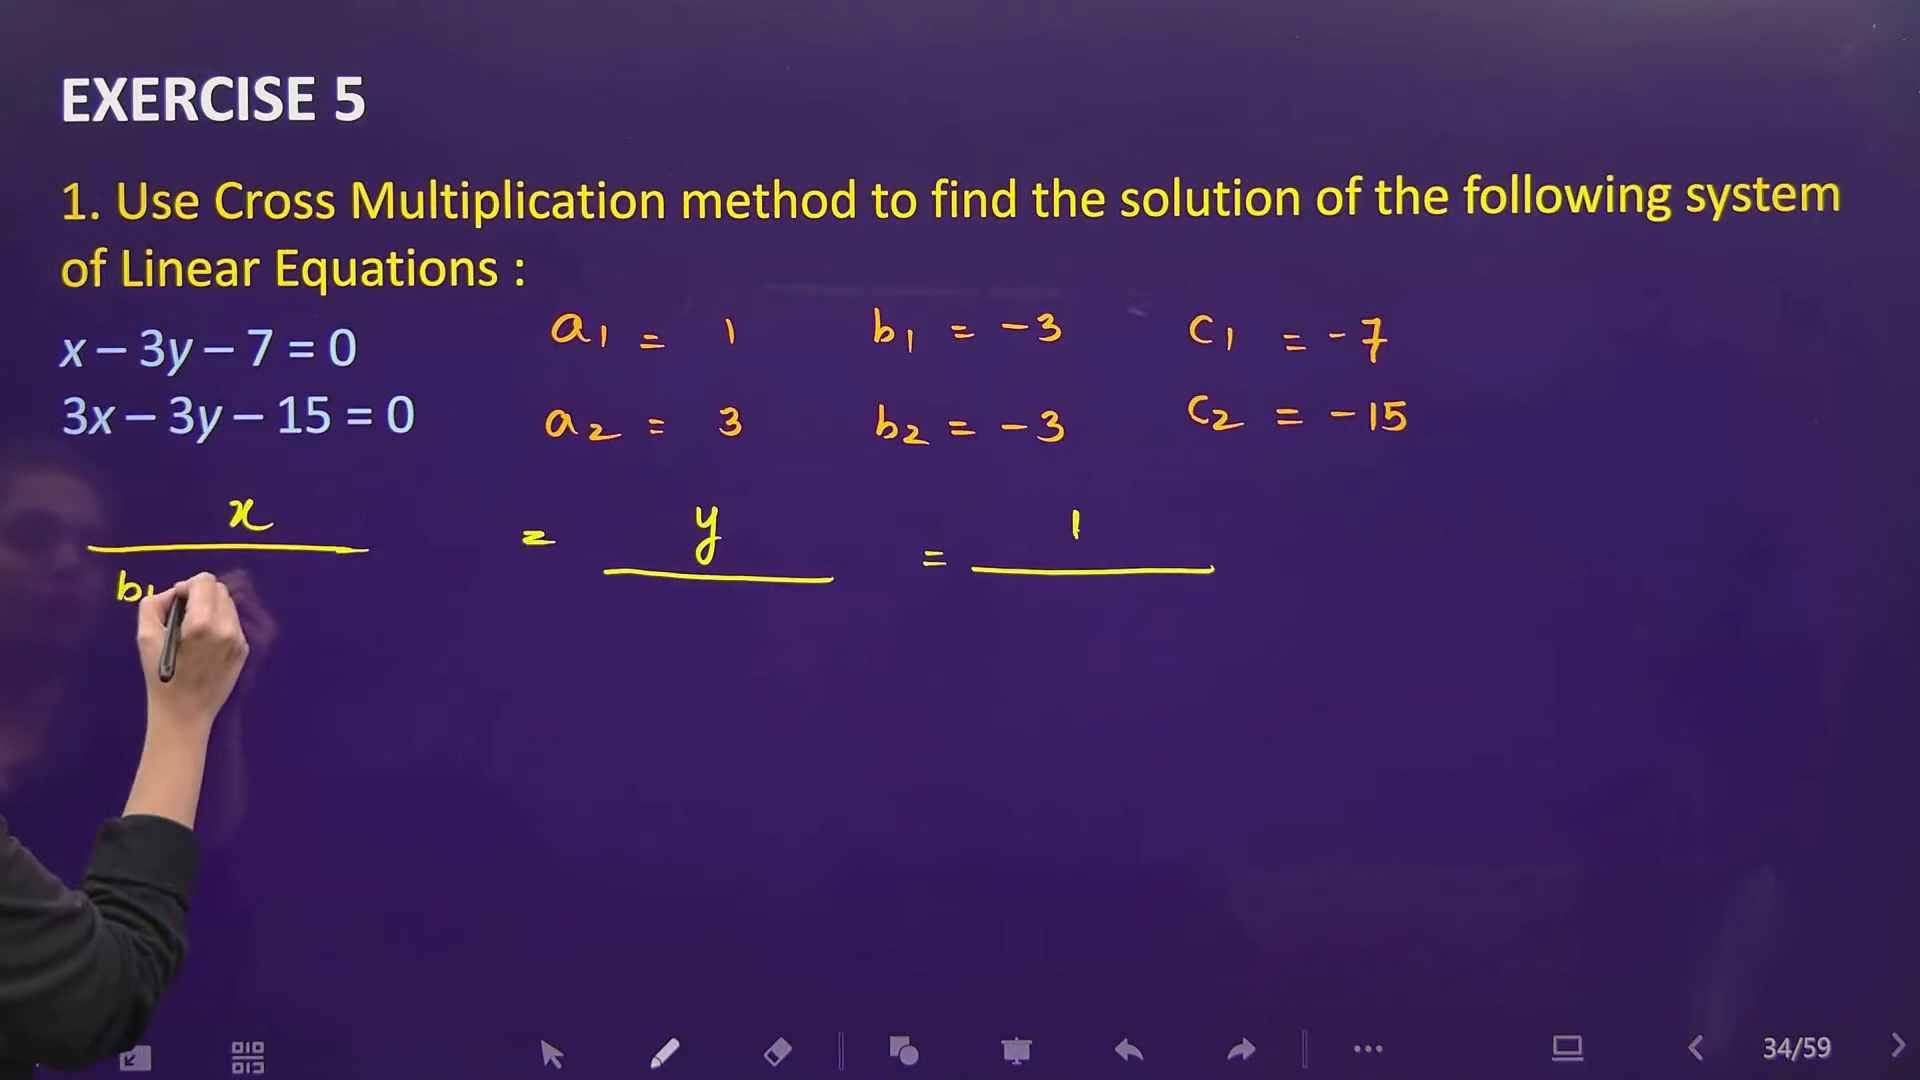 EXERCISE 5
1. Use Cross Multiplication method to find the solution of the following system
of Linear Equations :
x – 3y – 7 = 0
3x – 3y – 15 = 0
a₁ = 1 b₁ = -3 c₁ = -7
a₂ = 3 b₂ = -3 c₂ = -15
x = y = 1
b₁
34/59